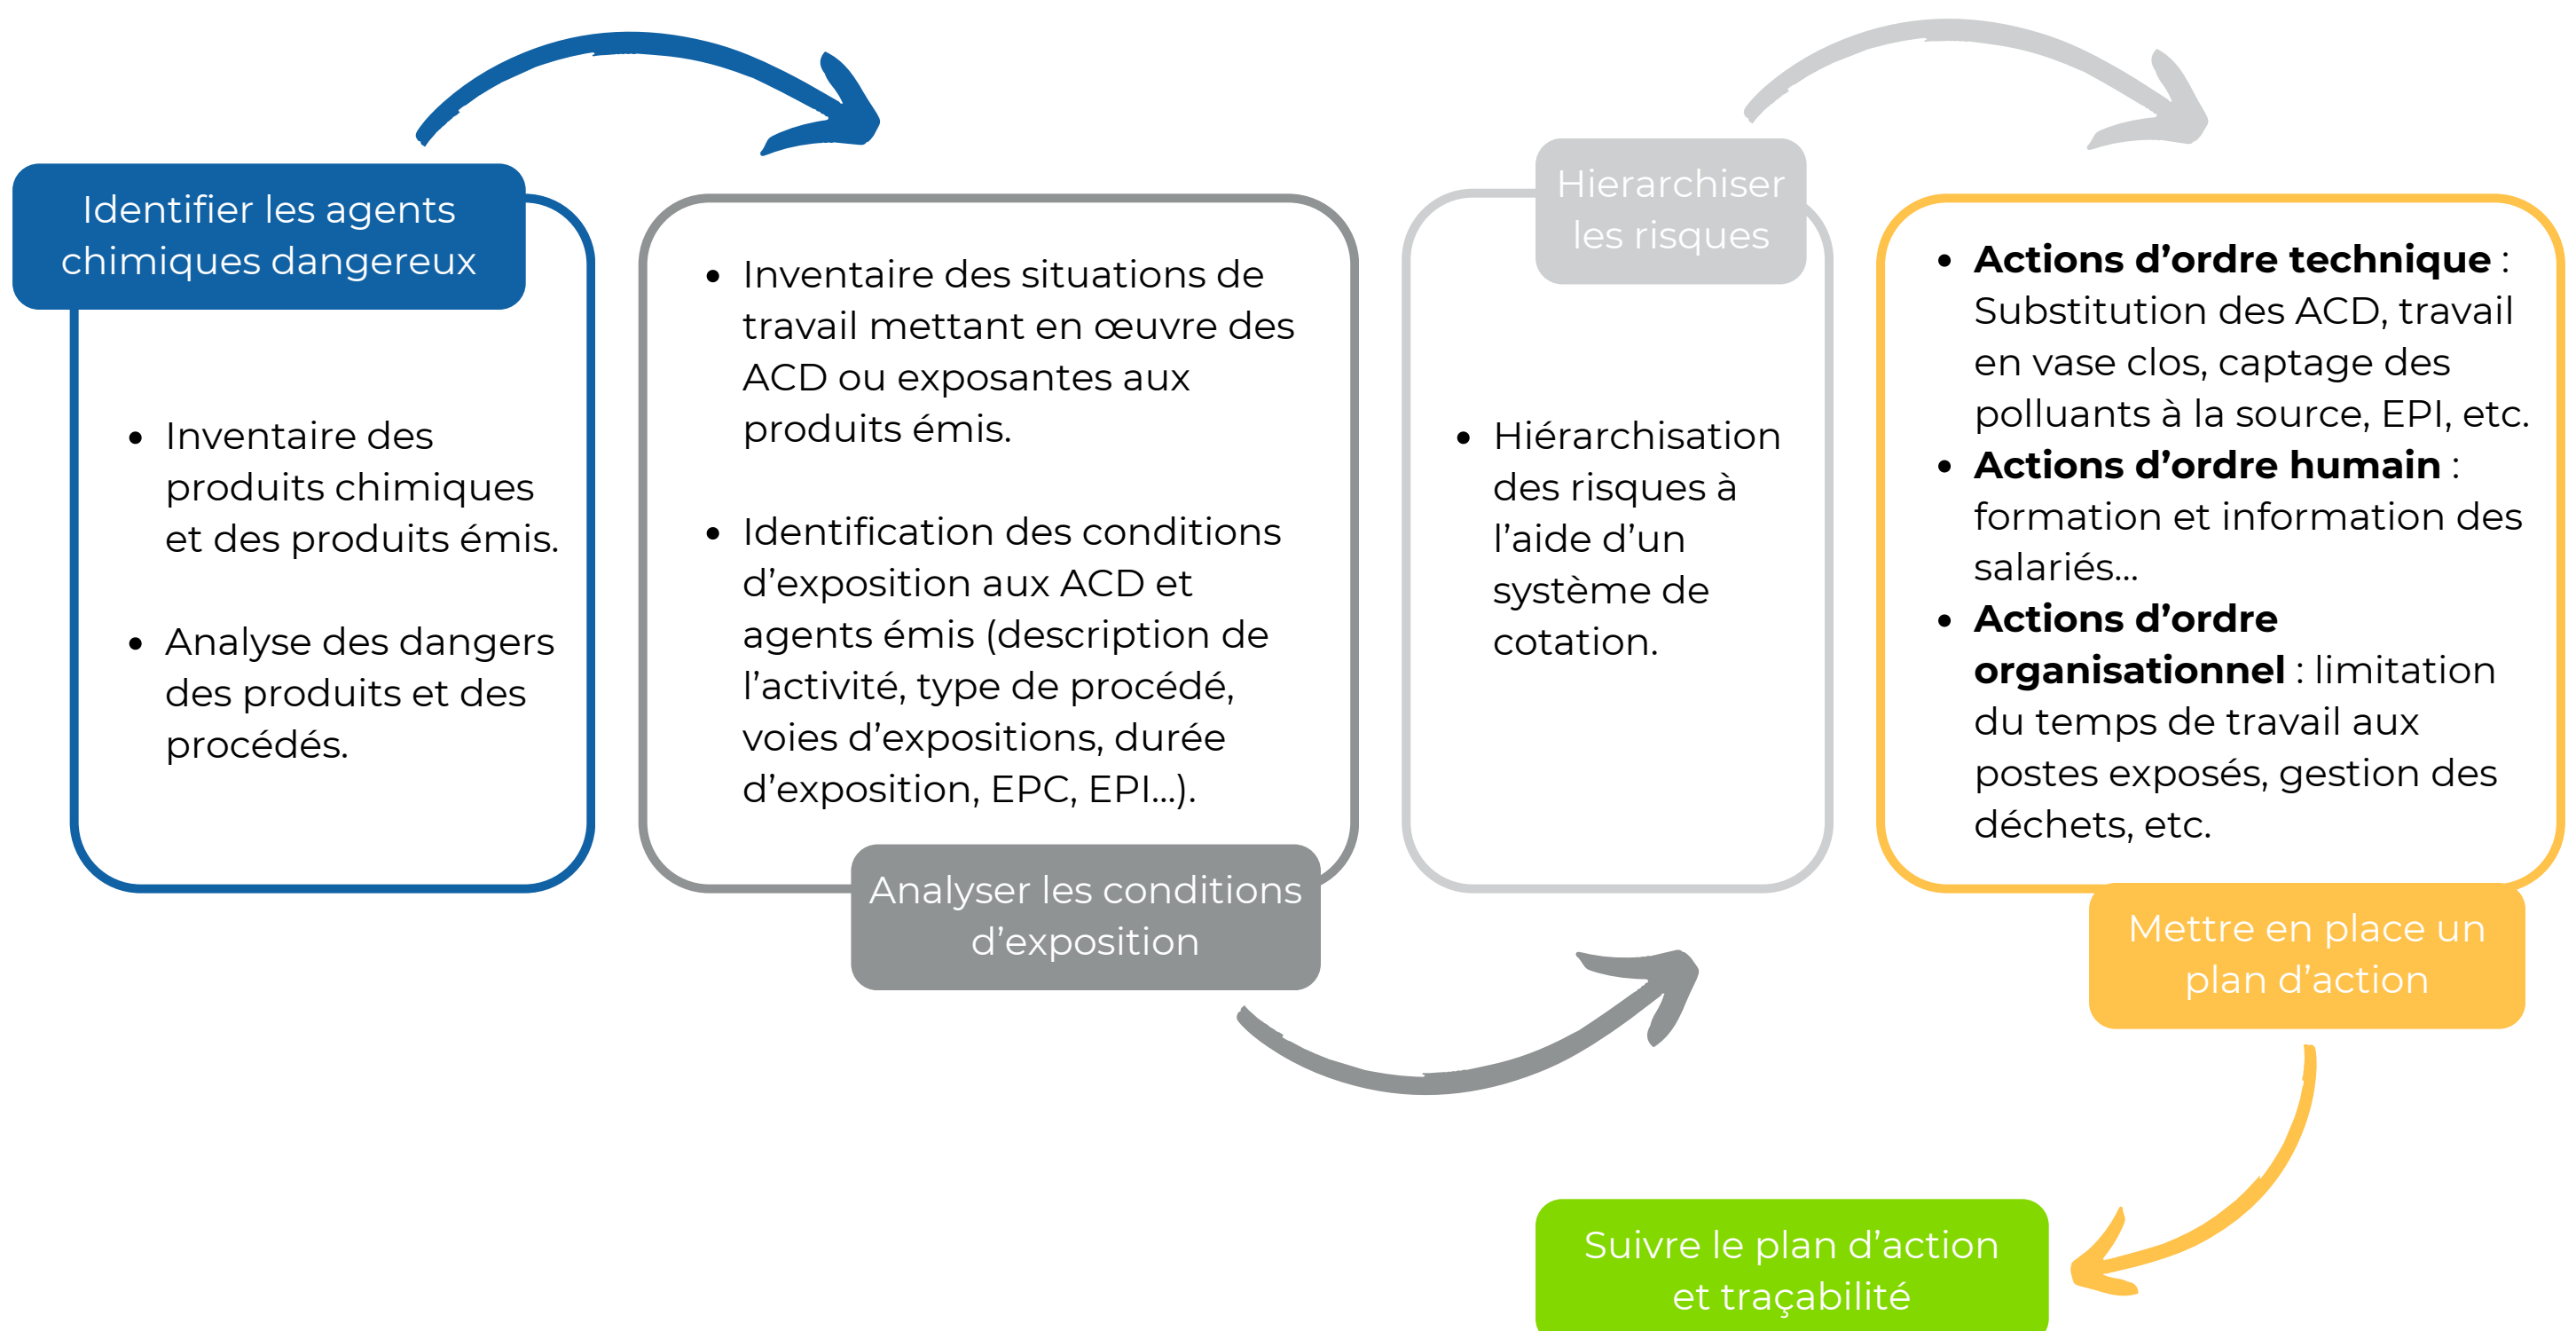 Identifier les agents
chimiques dangereux
• Inventaire des
produits chimiques
et des produits émis.
• Analyse des dangers
des produits et des
procédés.
• Inventaire des situations de
travail mettant en œuvre des
ACD ou exposantes aux
produits émis.
• Identification des conditions
d’exposition aux ACD et
agents émis (description de
l’activité, type de procédé,
voies d’expositions, durée
d’exposition, EPC, EPI...).
Analyser les conditions
d’exposition
Hierarchiser
les risques
• Hiérarchisation
des risques à
l’aide d’un
système de
cotation.
• Actions d’ordre technique :
Substitution des ACD, travail
en vase clos, captage des
polluants à la source, EPI, etc.
• Actions d’ordre humain :
formation et information des
salariés...
• Actions d’ordre
organisationnel : limitation
du temps de travail aux
postes exposés, gestion des
déchets, etc.
Mettre en place un
plan d’action
Suivre le plan d’action
et traçabilité